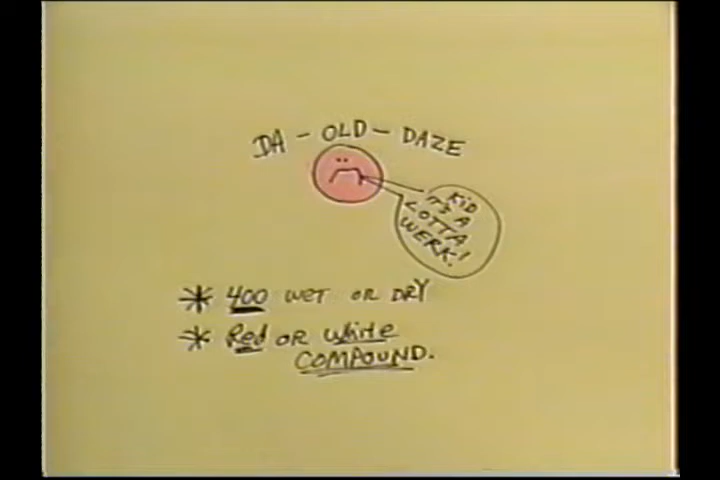 DA - OLD - DAZE
KID
IT'S A
LOTTA
WERK!
* 400 WET OR DRY
* Red OR White
COMPOUND.